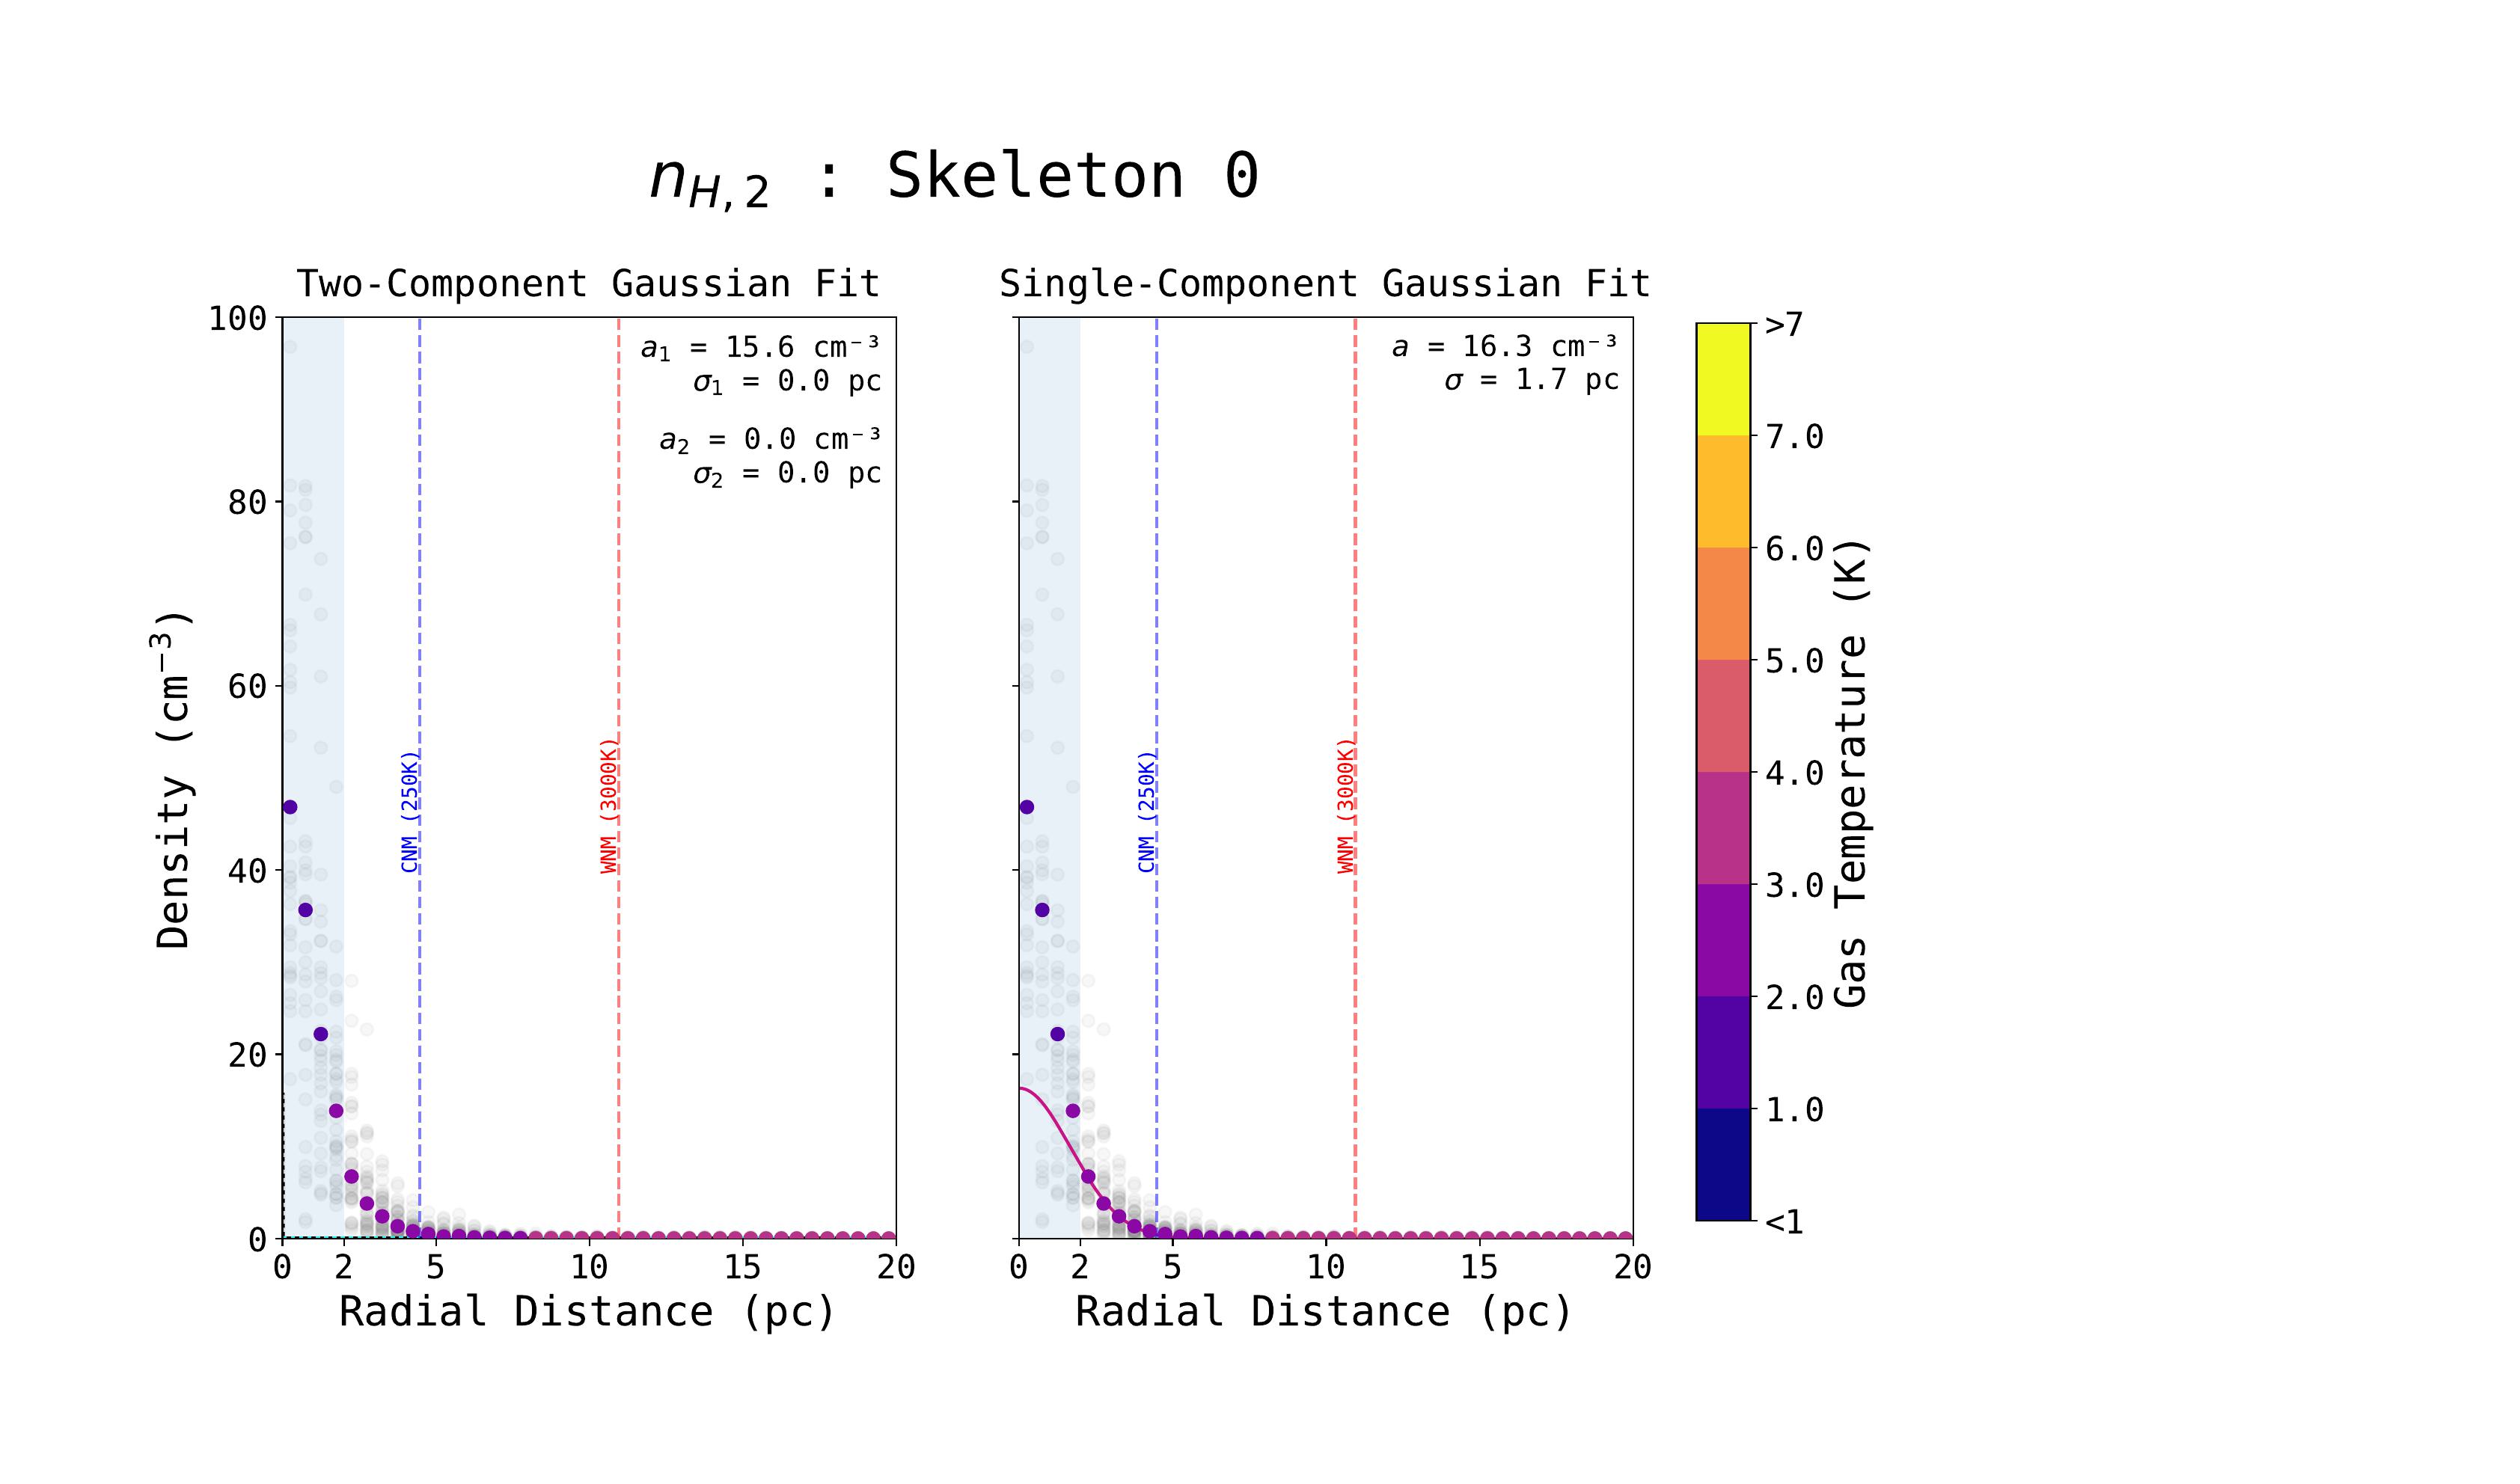 n_{H,2} : Skeleton 0
Two-Component Gaussian Fit
Single-Component Gaussian Fit
Density (cm⁻³)
100
80
60
40
20
0
a₁ = 15.6 cm⁻³
σ₁ = 0.0 pc
a₂ = 0.0 cm⁻³
σ₂ = 0.0 pc
CNM (250K)
WNM (3000K)
0 2 5 10 15 20
Radial Distance (pc)
a = 16.3 cm⁻³
σ = 1.7 pc
CNM (250K)
WNM (3000K)
0 2 5 10 15 20
Radial Distance (pc)
>7
7.0
6.0
5.0
4.0
3.0
2.0
1.0
<1
Gas Temperature (K)